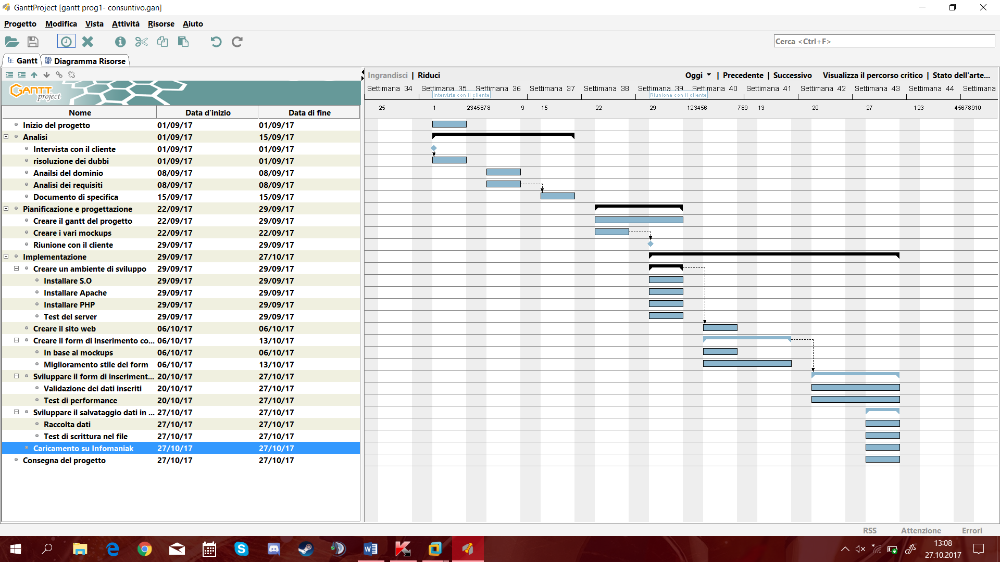 GanttProject [gantt prog1- consuntivo.gan]
Progetto Modifica Vista Attività Risorse Aiuto
Cerca <Ctrl+F>
Gantt Diagramma Risorse
Ingrandisci | Riduci Oggi | Precedente | Successivo Visualizza il percorso critico | Stato dell'arte...
GANTT project
Settimana 34 Settimana 35 Settimana 36 Settimana 37 Settimana 38 Settimana 39 Settimana 40 Settimana 41 Settimana 42 Settimana 43 Settimana 44 Settimana
Intervista con il cliente Riunione con il cliente
25 1 2345678 9 15 22 29 123456 789 13 20 27 123 45678910
Nome Data d'inizio Data di fine
Inizio del progetto 01/09/17 01/09/17
Analisi 01/09/17 15/09/17
Intervista con il cliente 01/09/17 01/09/17
risoluzione dei dubbi 01/09/17 01/09/17
Anailsi del dominio 08/09/17 08/09/17
Analisi dei requisiti 08/09/17 08/09/17
Documento di specifica 15/09/17 15/09/17
Pianificazione e progettazione 22/09/17 29/09/17
Creare il gantt del progetto 22/09/17 29/09/17
Creare i vari mockups 22/09/17 22/09/17
Riunione con il cliente 29/09/17 29/09/17
Implementazione 29/09/17 27/10/17
Creare un ambiente di sviluppo 29/09/17 29/09/17
Installare S.O 29/09/17 29/09/17
Installare Apache 29/09/17 29/09/17
Installare PHP 29/09/17 29/09/17
Test del server 29/09/17 29/09/17
Creare il sito web 06/10/17 06/10/17
Creare il form di inserimento co... 06/10/17 13/10/17
In base ai mockups 06/10/17 06/10/17
Miglioramento stile del form 06/10/17 13/10/17
Sviluppare il form di inseriment... 20/10/17 27/10/17
Validazione dei dati inseriti 20/10/17 27/10/17
Test di performance 20/10/17 27/10/17
Sviluppare il salvataggio dati in ... 27/10/17 27/10/17
Raccolta dati 27/10/17 27/10/17
Test di scrittura nel file 27/10/17 27/10/17
Caricamento su Infomaniak 27/10/17 27/10/17
Consegna del progetto 27/10/17 27/10/17
RSS Attenzione Errori
13:08
27.10.2017